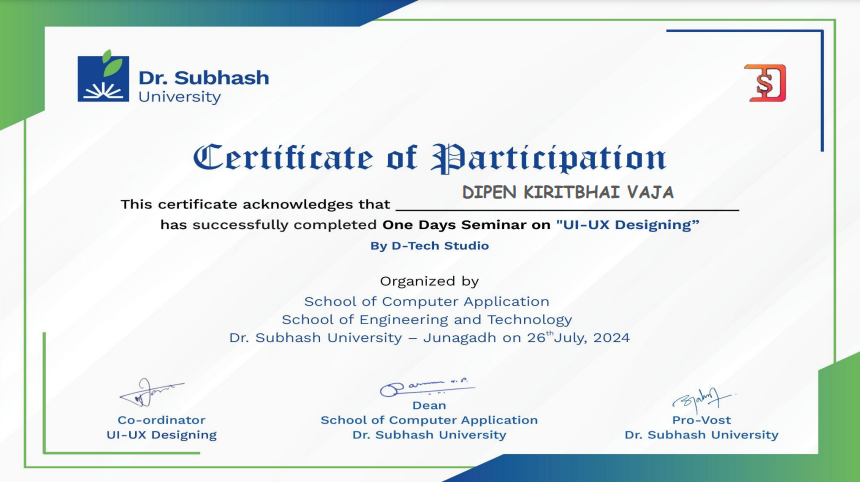 Dr. Subhash
University
Certificate of Participation
DIPEN KIRITBHAI VAJA
This certificate acknowledges that
has successfully completed One Days Seminar on "UI-UX Designing”
By D-Tech Studio
Organized by
School of Computer Application
School of Engineering and Technology
Dr. Subhash University – Junagadh on 26th July, 2024
Co-ordinator
UI-UX Designing
Dean
School of Computer Application
Dr. Subhash University
Pro-Vost
Dr. Subhash University